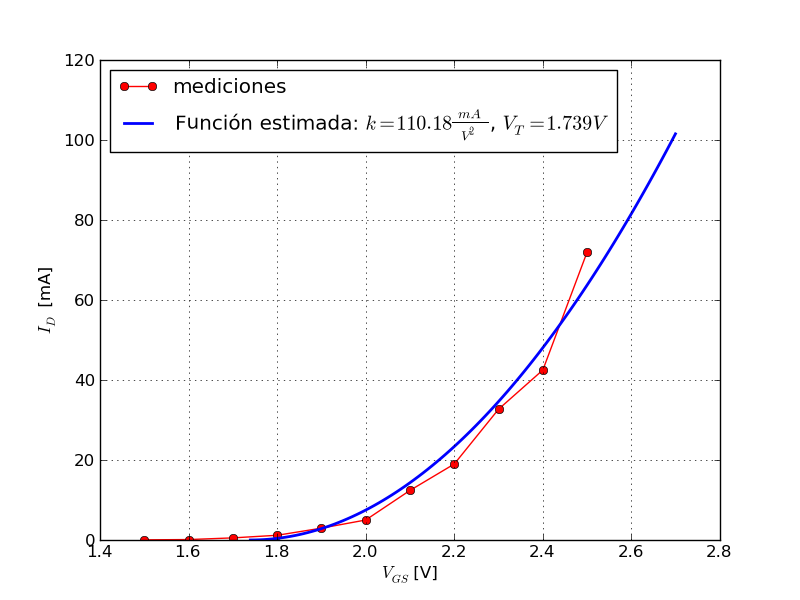 120
100
80
60
40
20
0
I_D [mA]
mediciones
Función estimada: k=110.18 mA/V², V_T=1.739V
1.4 1.6 1.8 2.0 2.2 2.4 2.6 2.8
V_GS [V]